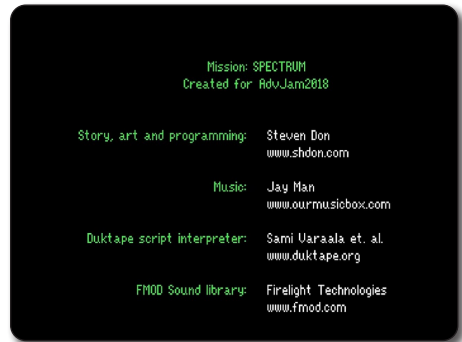 Mission: SPECTRUM
Created for AdvJam2018
Story, art and programming: Steven Don
www.shdon.com
Music: Jay Man
www.ourmusicbox.com
Duktape script interpreter: Sami Vaarala et. al.
www.duktape.org
FMOD Sound library: Firelight Technologies
www.fmod.com